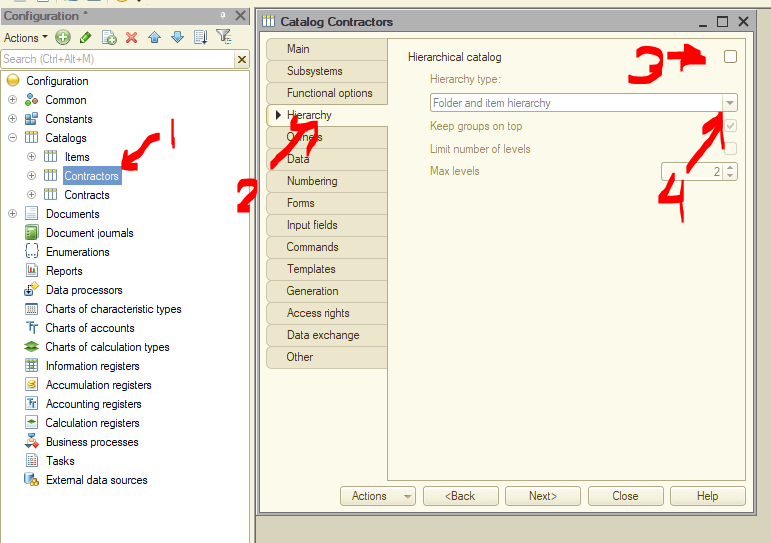 Configuration *
Actions
Search (Ctrl+Alt+M)
Configuration
Common
Constants
Catalogs
Items
Contractors
Contracts
Documents
Document journals
Enumerations
Reports
Data processors
Charts of characteristic types
Charts of accounts
Charts of calculation types
Information registers
Accumulation registers
Accounting registers
Calculation registers
Business processes
Tasks
External data sources
1
Catalog Contractors
Main
Subsystems
Functional options
Hierarchy
Owners
Data
Numbering
Forms
Input fields
Commands
Templates
Generation
Access rights
Data exchange
Other
2
Hierarchical catalog
3
Hierarchy type:
Folder and item hierarchy
Keep groups on top
Limit number of levels
Max levels
2
4
Actions
<Back
Next>
Close
Help